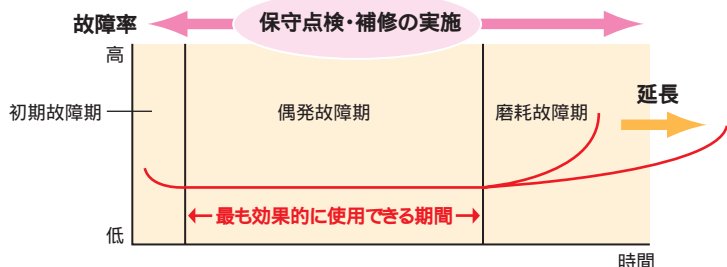 故障率
保守点検・補修の実施
高
初期故障期
偶発故障期
磨耗故障期
延長
最も効果的に使用できる期間
低
時間